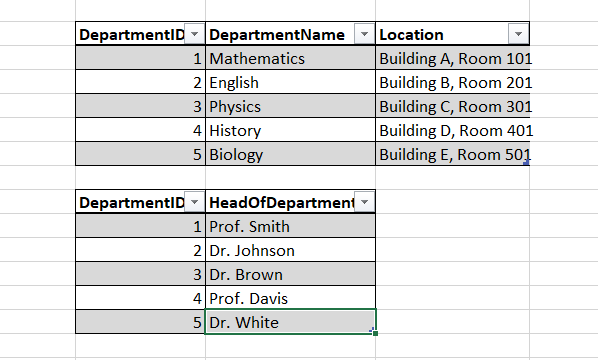 DepartmentID DepartmentName Location
1 Mathematics Building A, Room 101
2 English Building B, Room 201
3 Physics Building C, Room 301
4 History Building D, Room 401
5 Biology Building E, Room 501
DepartmentID HeadOfDepartment
1 Prof. Smith
2 Dr. Johnson
3 Dr. Brown
4 Prof. Davis
5 Dr. White